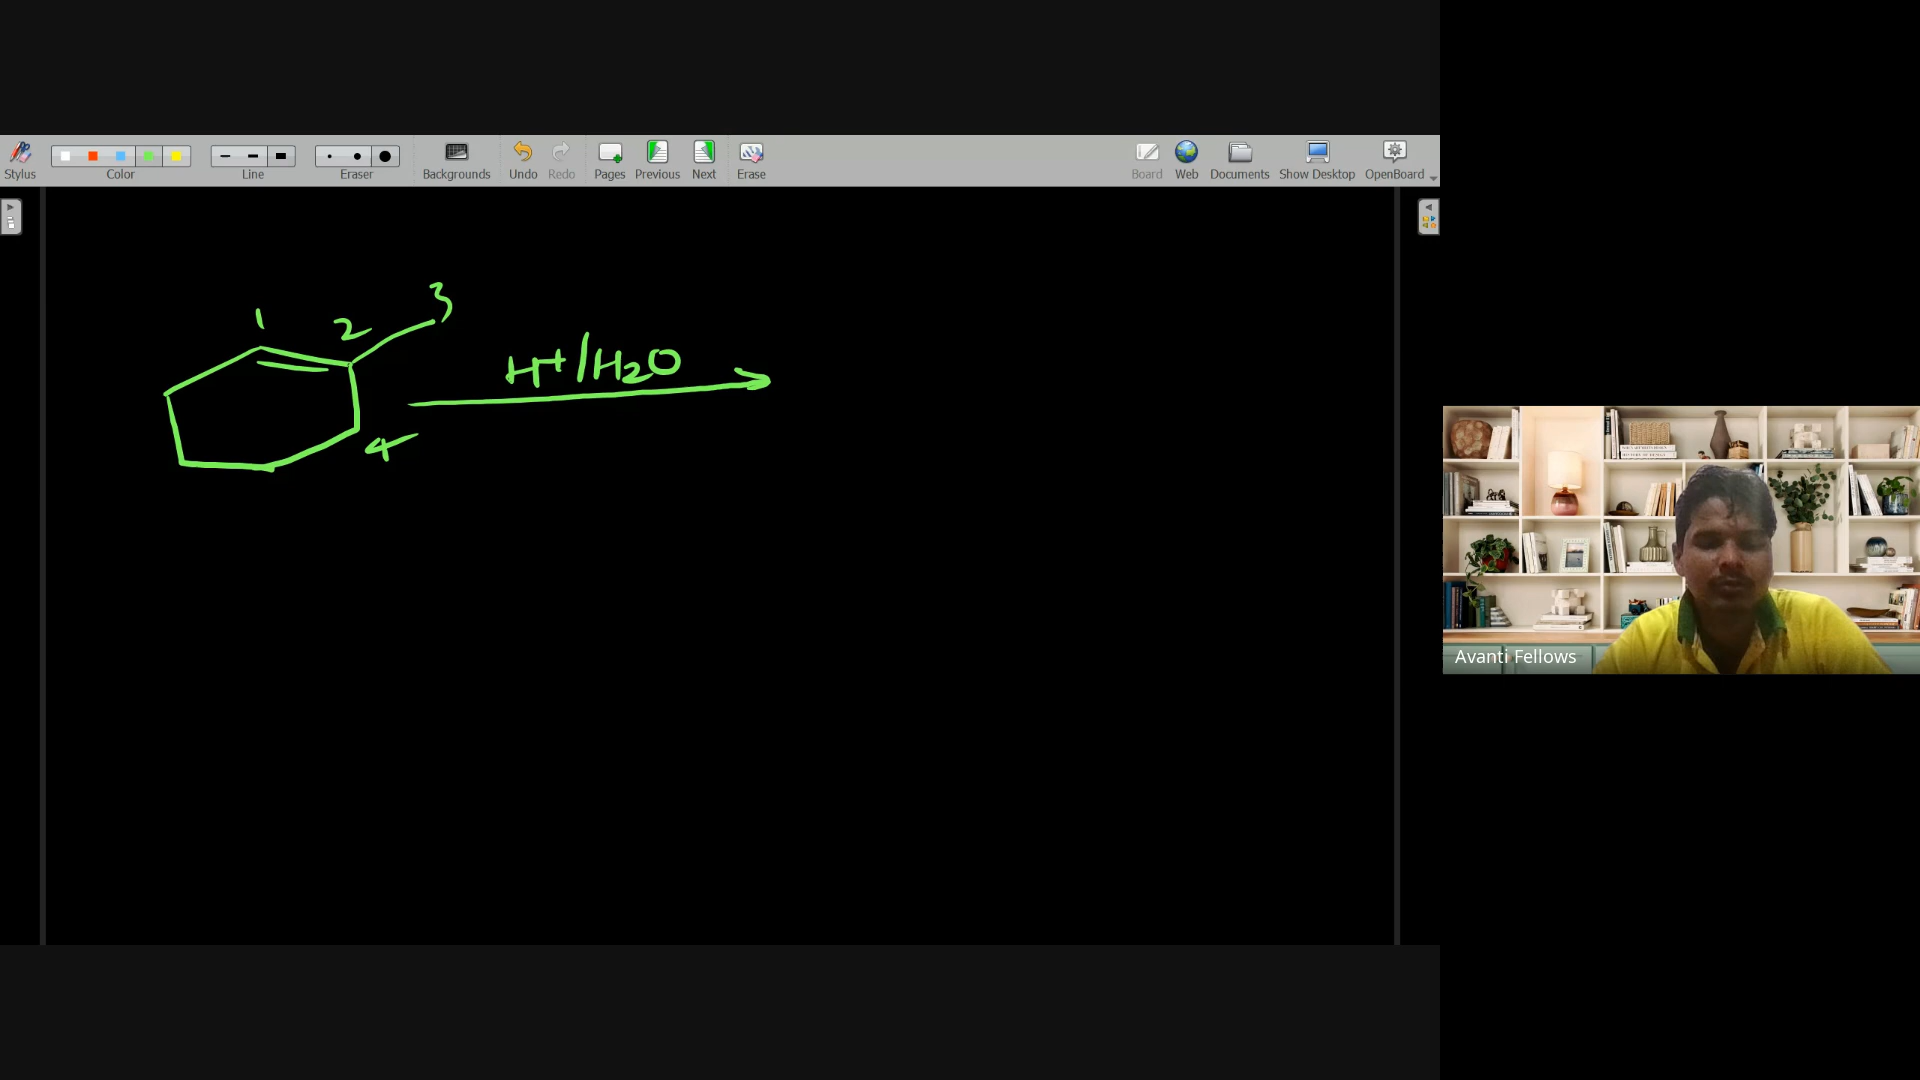 Stylus
Color
Line
Eraser
Backgrounds
Undo
Redo
Pages
Previous
Next
Erase
Board
Web
Documents
Show Desktop
OpenBoard
3
1
2
H+/H2O
4
Avanti Fellows